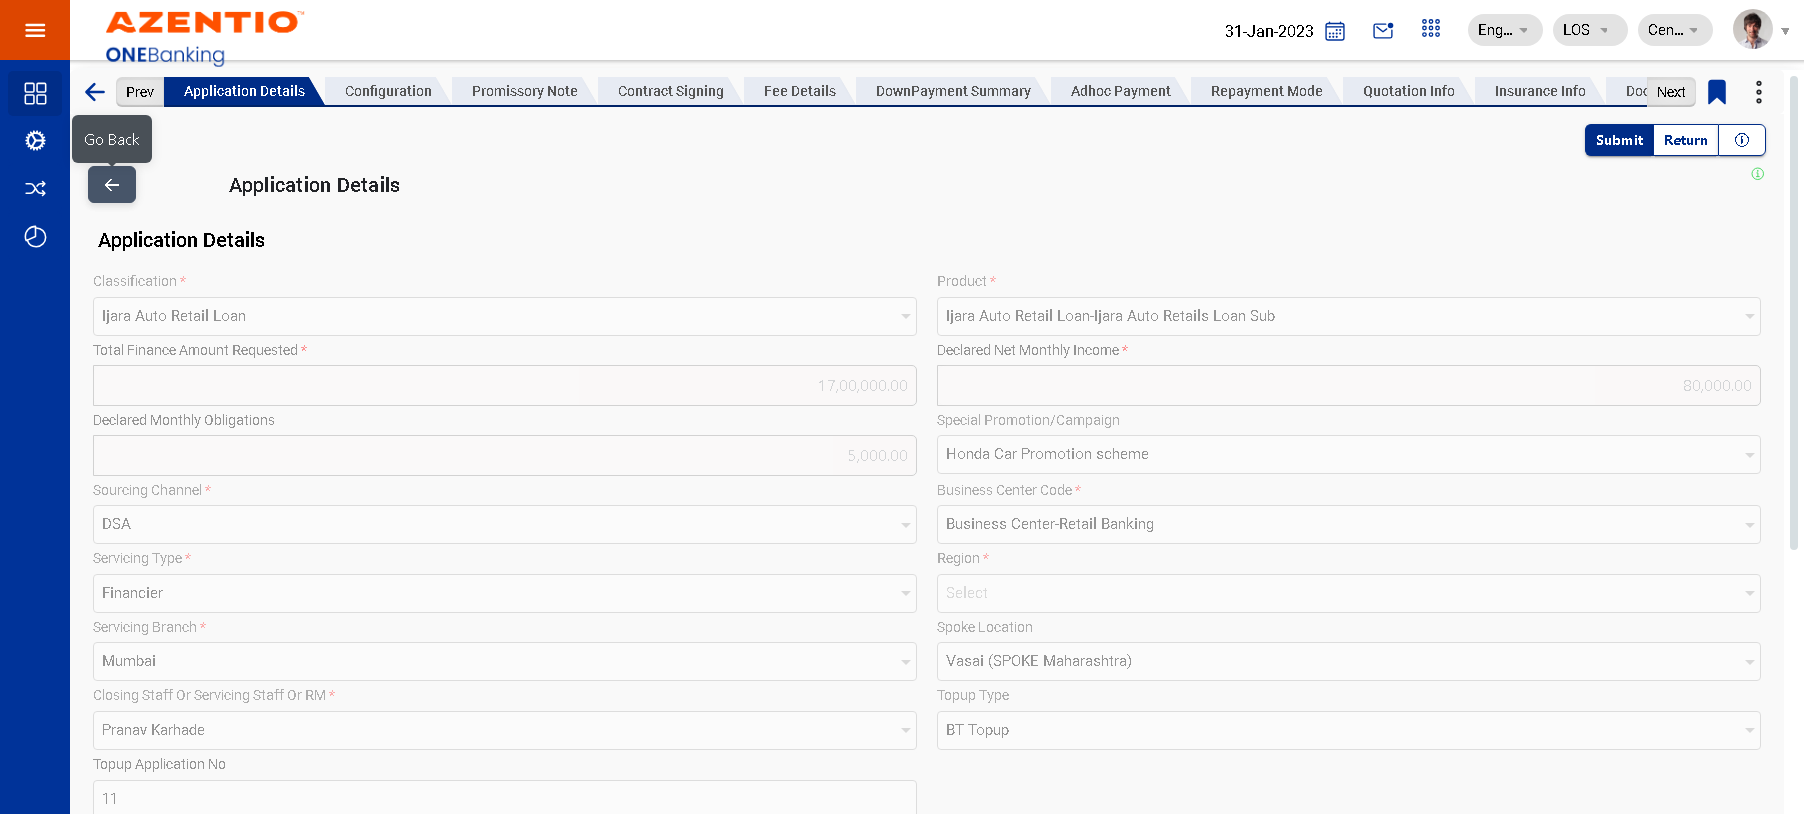 AZENTIO™
ONEBanking
31-Jan-2023
Eng...
LOS
Cen...
Prev
Application Details
Configuration
Promissory Note
Contract Signing
Fee Details
DownPayment Summary
Adhoc Payment
Repayment Mode
Quotation Info
Insurance Info
Doc
Next
Go Back
Submit
Return
Application Details
Application Details
Classification *
Product *
Ijara Auto Retail Loan
Ijara Auto Retail Loan-Ijara Auto Retails Loan Sub
Total Finance Amount Requested *
Declared Net Monthly Income *
17,00,000.00
80,000.00
Declared Monthly Obligations
Special Promotion/Campaign
5,000.00
Honda Car Promotion scheme
Sourcing Channel *
Business Center Code *
DSA
Business Center-Retail Banking
Servicing Type *
Region *
Financier
Select
Servicing Branch *
Spoke Location
Mumbai
Vasai (SPOKE Maharashtra)
Closing Staff Or Servicing Staff Or RM *
Topup Type
Pranav Karhade
BT Topup
Topup Application No
11